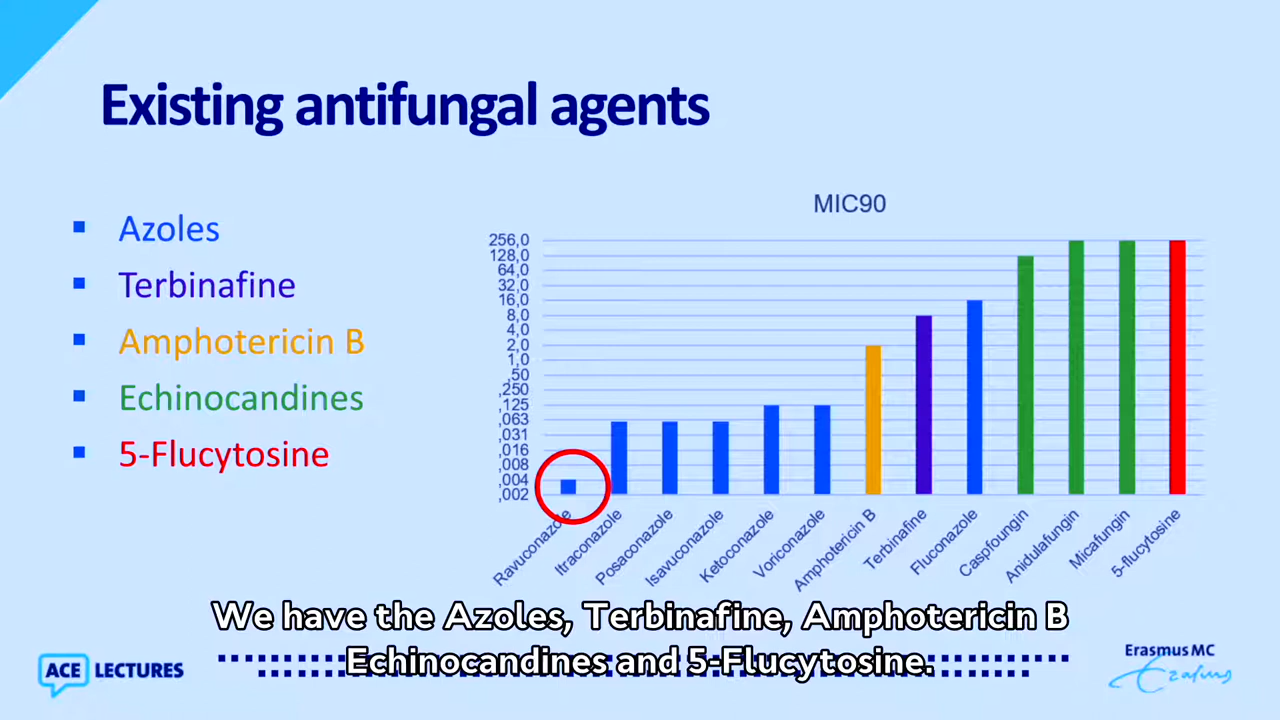 Existing antifungal agents
Azoles
Terbinafine
Amphotericin B
Echinocandines
5-Flucytosine
MIC90
256,0
128,0
64,0
32,0
16,0
8,0
4,0
2,0
1,0
,50
,250
,125
,063
,031
,016
,008
,004
,002
Ravuconazole
Itraconazole
Posaconazole
Isavuconazole
Ketoconazole
Voriconazole
Amphotericin B
Terbinafine
Fluconazole
Caspfoungin
Anidulafungin
Micafungin
5-flucytosine
We have the Azoles, Terbinafine, Amphotericin B
Echinocandines and 5-Flucytosine.
ACE LECTURES
Erasmus MC
Erasmus